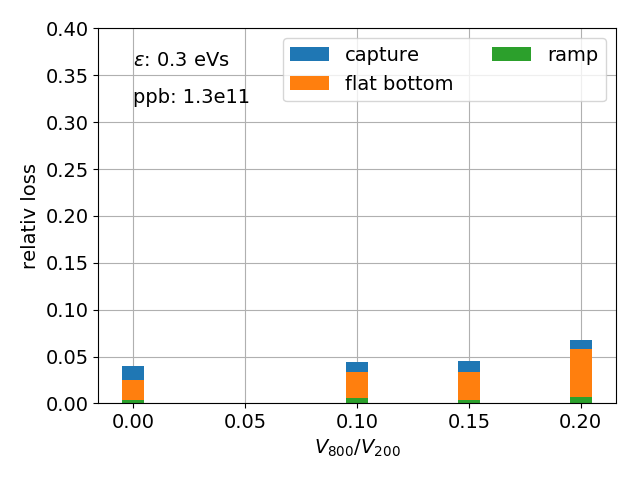 0.40
0.35
0.30
0.25
0.20
0.15
0.10
0.05
0.00
relativ loss
ε: 0.3 eVs
ppb: 1.3e11
capture
flat bottom
ramp
0.00 0.05 0.10 0.15 0.20
V800/V200